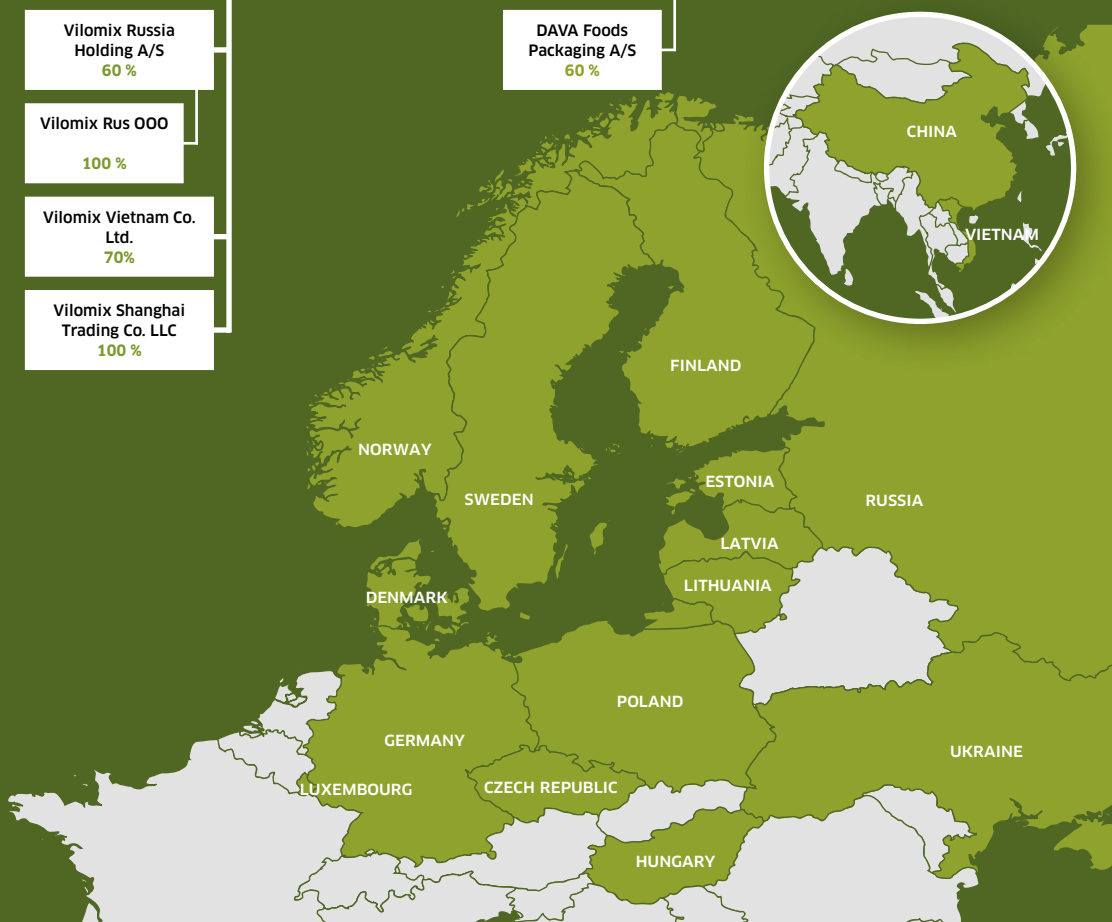 Vilomix Russia
Holding A/S
60 %
Vilomix Rus OOO
100 %
Vilomix Vietnam Co.
Ltd.
70%
Vilomix Shanghai
Trading Co. LLC
100 %
DAVA Foods
Packaging A/S
60 %
CHINA
VIETNAM
FINLAND
NORWAY
SWEDEN
ESTONIA
RUSSIA
LATVIA
LITHUANIA
DENMARK
POLAND
GERMANY
UKRAINE
LUXEMBOURG
CZECH REPUBLIC
HUNGARY